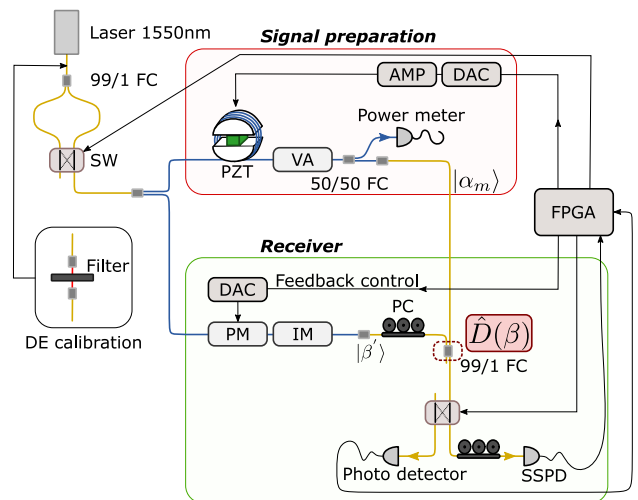 Laser 1550nm
Signal preparation
99/1 FC
AMP
DAC
Power meter
SW
PZT
VA
50/50 FC
|α_m⟩
FPGA
Filter
DE calibration
Receiver
DAC
Feedback control
PC
PM
IM
|β'⟩
D̂(β)
99/1 FC
Photo detector
SSPD